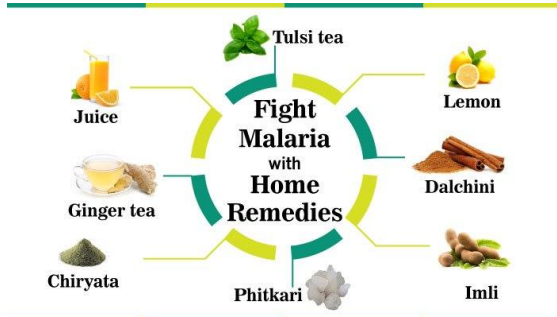 Tulsi tea
Juice
Lemon
Fight
Malaria
with
Home
Remedies
Ginger tea
Dalchini
Chiryata
Phitkari
Imli